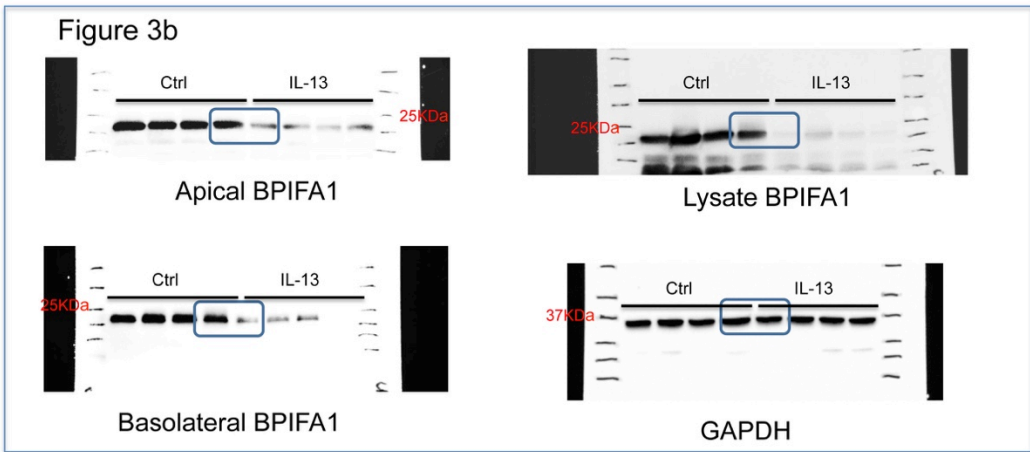 Figure 3b
Ctrl IL-13
25KDa
Apical BPIFA1
Ctrl IL-13
25KDa
Lysate BPIFA1
Ctrl IL-13
25KDa
Basolateral BPIFA1
Ctrl IL-13
37KDa
GAPDH